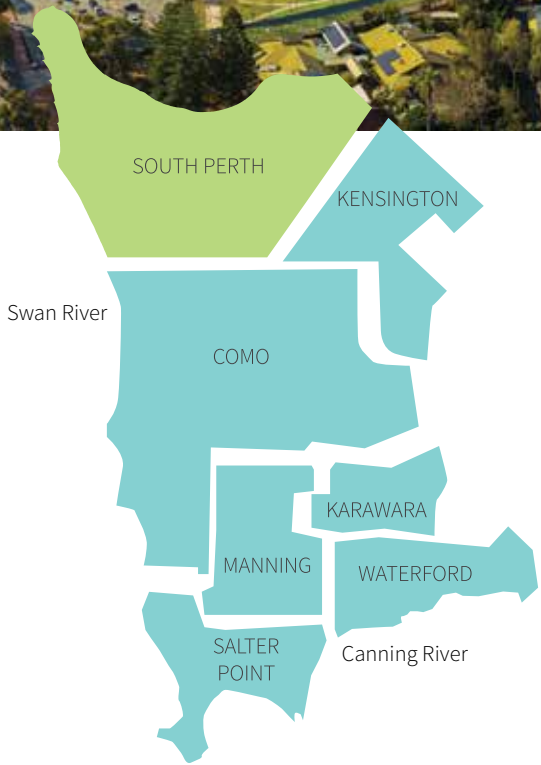 SOUTH PERTH
KENSINGTON
Swan River
COMO
KARAWARA
MANNING
WATERFORD
SALTER
POINT
Canning River